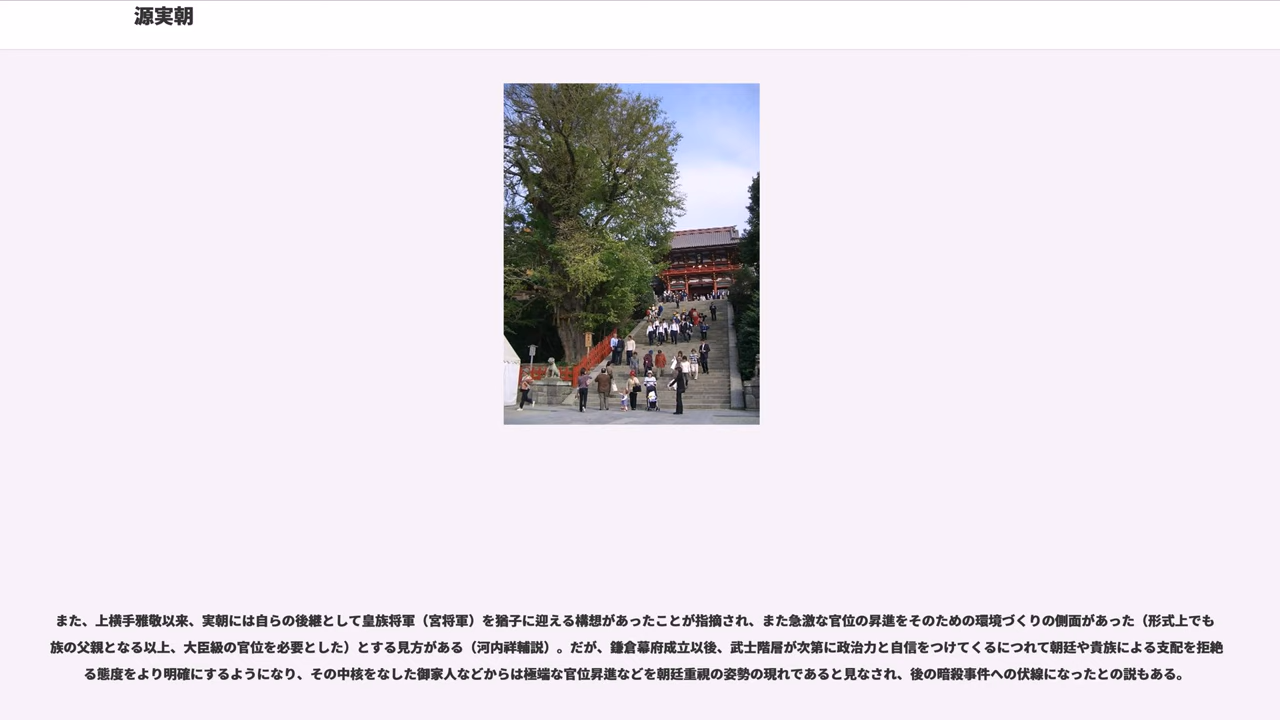 源実朝
また、上横手雅敬以来、実朝には自らの後継として皇族将軍（宮将軍）を猶子に迎える構想があったことが指摘され、また急激な官位の昇進をそのための環境づくりの側面があった（形式上でも
族の父親となる以上、大臣級の官位を必要とした）とする見方がある（河内祥輔説）。だが、鎌倉幕府成立以後、武士階層が次第に政治力と自信をつけてくるにつれて朝廷や貴族による支配を拒絶
る態度をより明確にするようになり、その中核をなした御家人などからは極端な官位昇進などを朝廷重視の姿勢の現れであると見なされ、後の暗殺事件への伏線になったとの説もある。